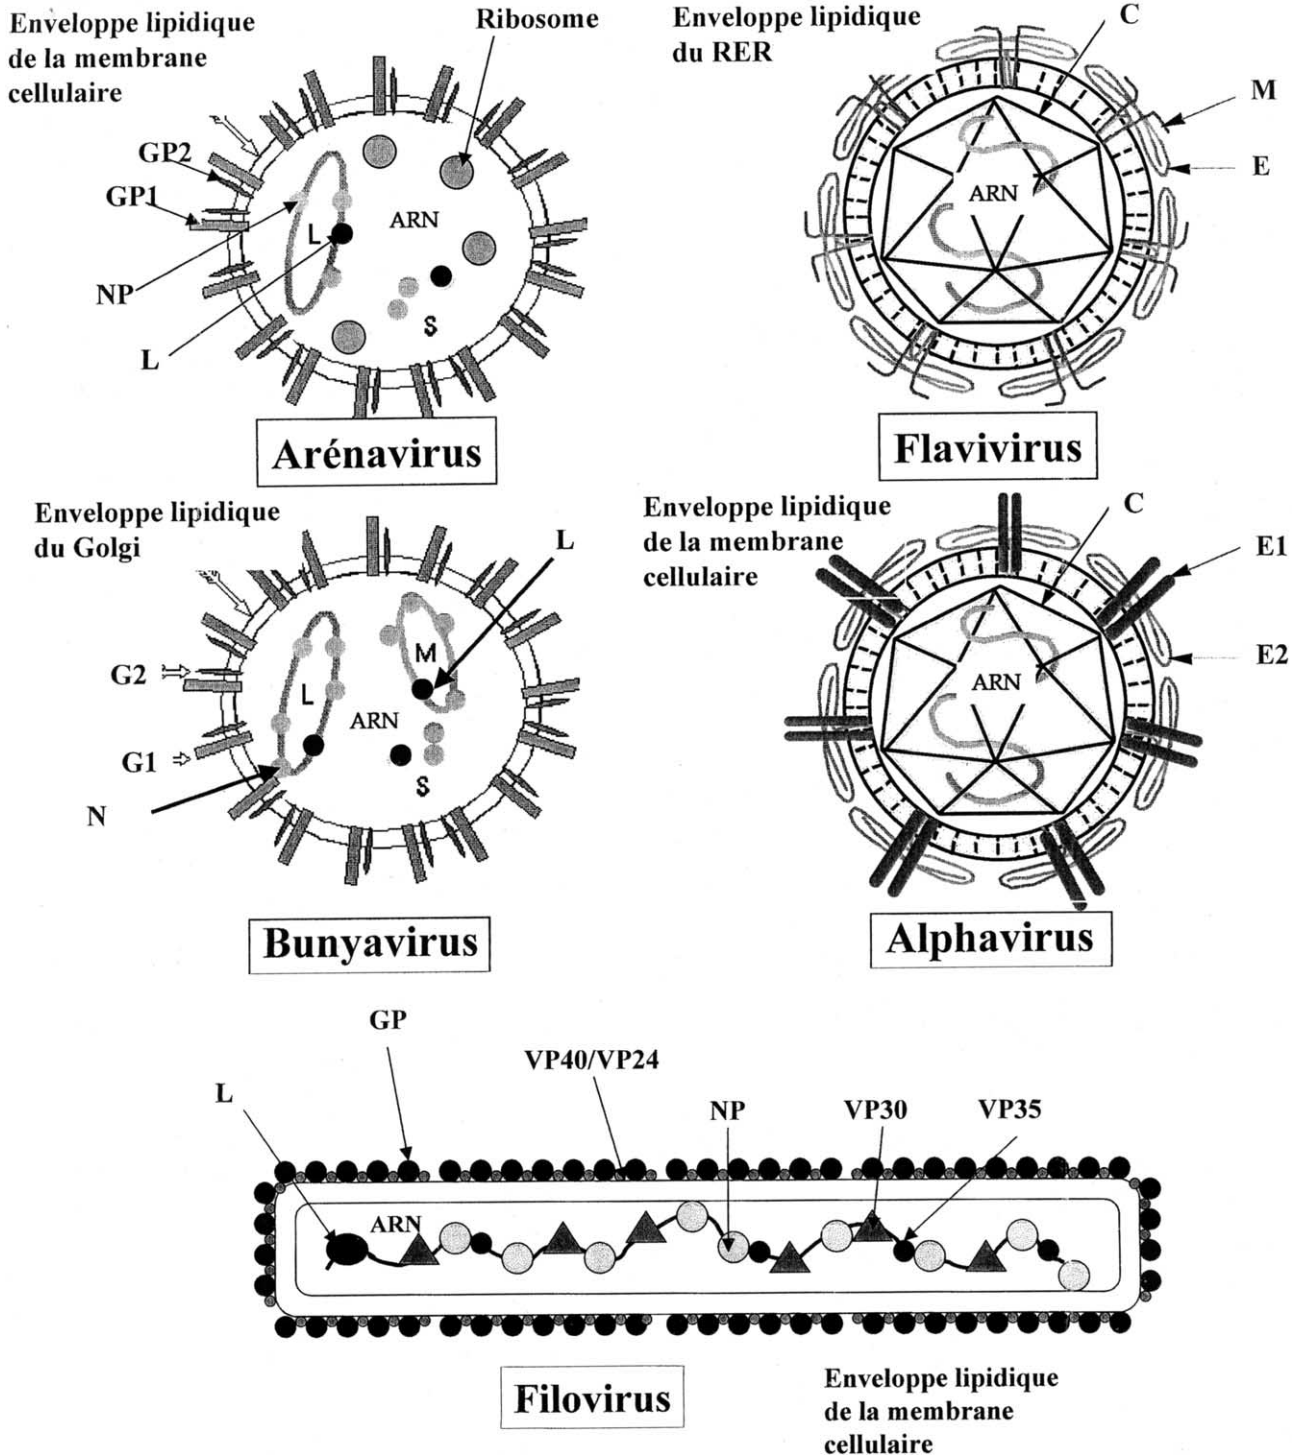 Enveloppe lipidique
de la membrane
cellulaire
Ribosome
GP2
GP1
NP
L
L
ARN
S
Arénavirus
Enveloppe lipidique
du RER
C
M
E
ARN
Flavivirus
Enveloppe lipidique
du Golgi
L
G2
G1
N
L
M
ARN
S
Bunyavirus
Enveloppe lipidique
de la membrane
cellulaire
C
E1
E2
ARN
Alphavirus
GP
L
VP40/VP24
NP
VP30
VP35
ARN
Filovirus
Enveloppe lipidique
de la membrane
cellulaire